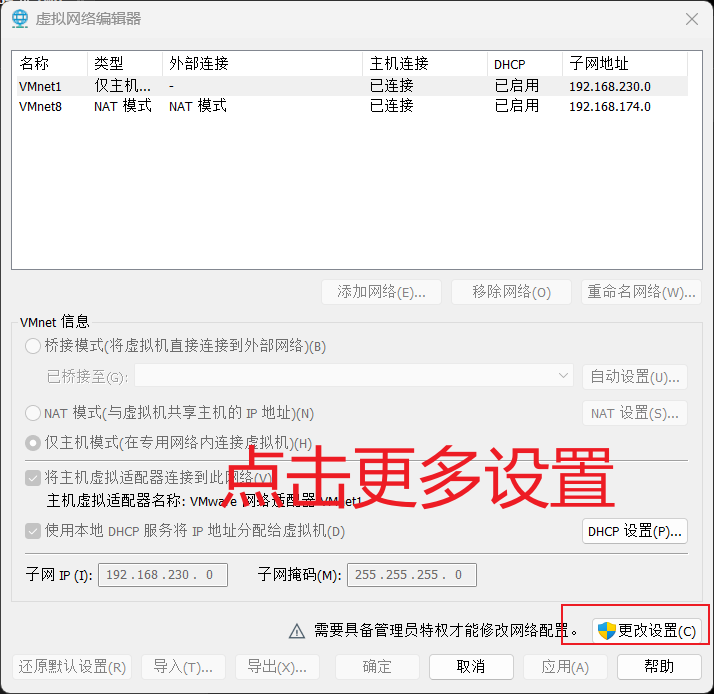 虚拟网络编辑器
名称 类型 外部连接 主机连接 DHCP 子网地址
VMnet1 仅主机... - 已连接 已启用 192.168.230.0
VMnet8 NAT 模式 NAT 模式 已连接 已启用 192.168.174.0
添加网络(E)... 移除网络(O) 重命名网络(W)...
VMnet 信息
桥接模式(将虚拟机直接连接到外部网络)(B)
已桥接至(G): 自动设置(U)...
NAT 模式(与虚拟机共享主机的 IP 地址)(N) NAT 设置(S)...
仅主机模式(在专用网络内连接虚拟机)(H)
点击更多设置
将主机虚拟适配器连接到此网络(V)
主机虚拟适配器名称: VMware 网络适配器 VMnet1
使用本地 DHCP 服务将 IP 地址分配给虚拟机(D) DHCP 设置(P)...
子网 IP (I): 192 . 168 . 230 . 0 子网掩码(M): 255 . 255 . 255 . 0
需要具备管理员特权才能修改网络配置。 更改设置(C)
还原默认设置(R) 导入(T)... 导出(X)... 确定 取消 应用(A) 帮助